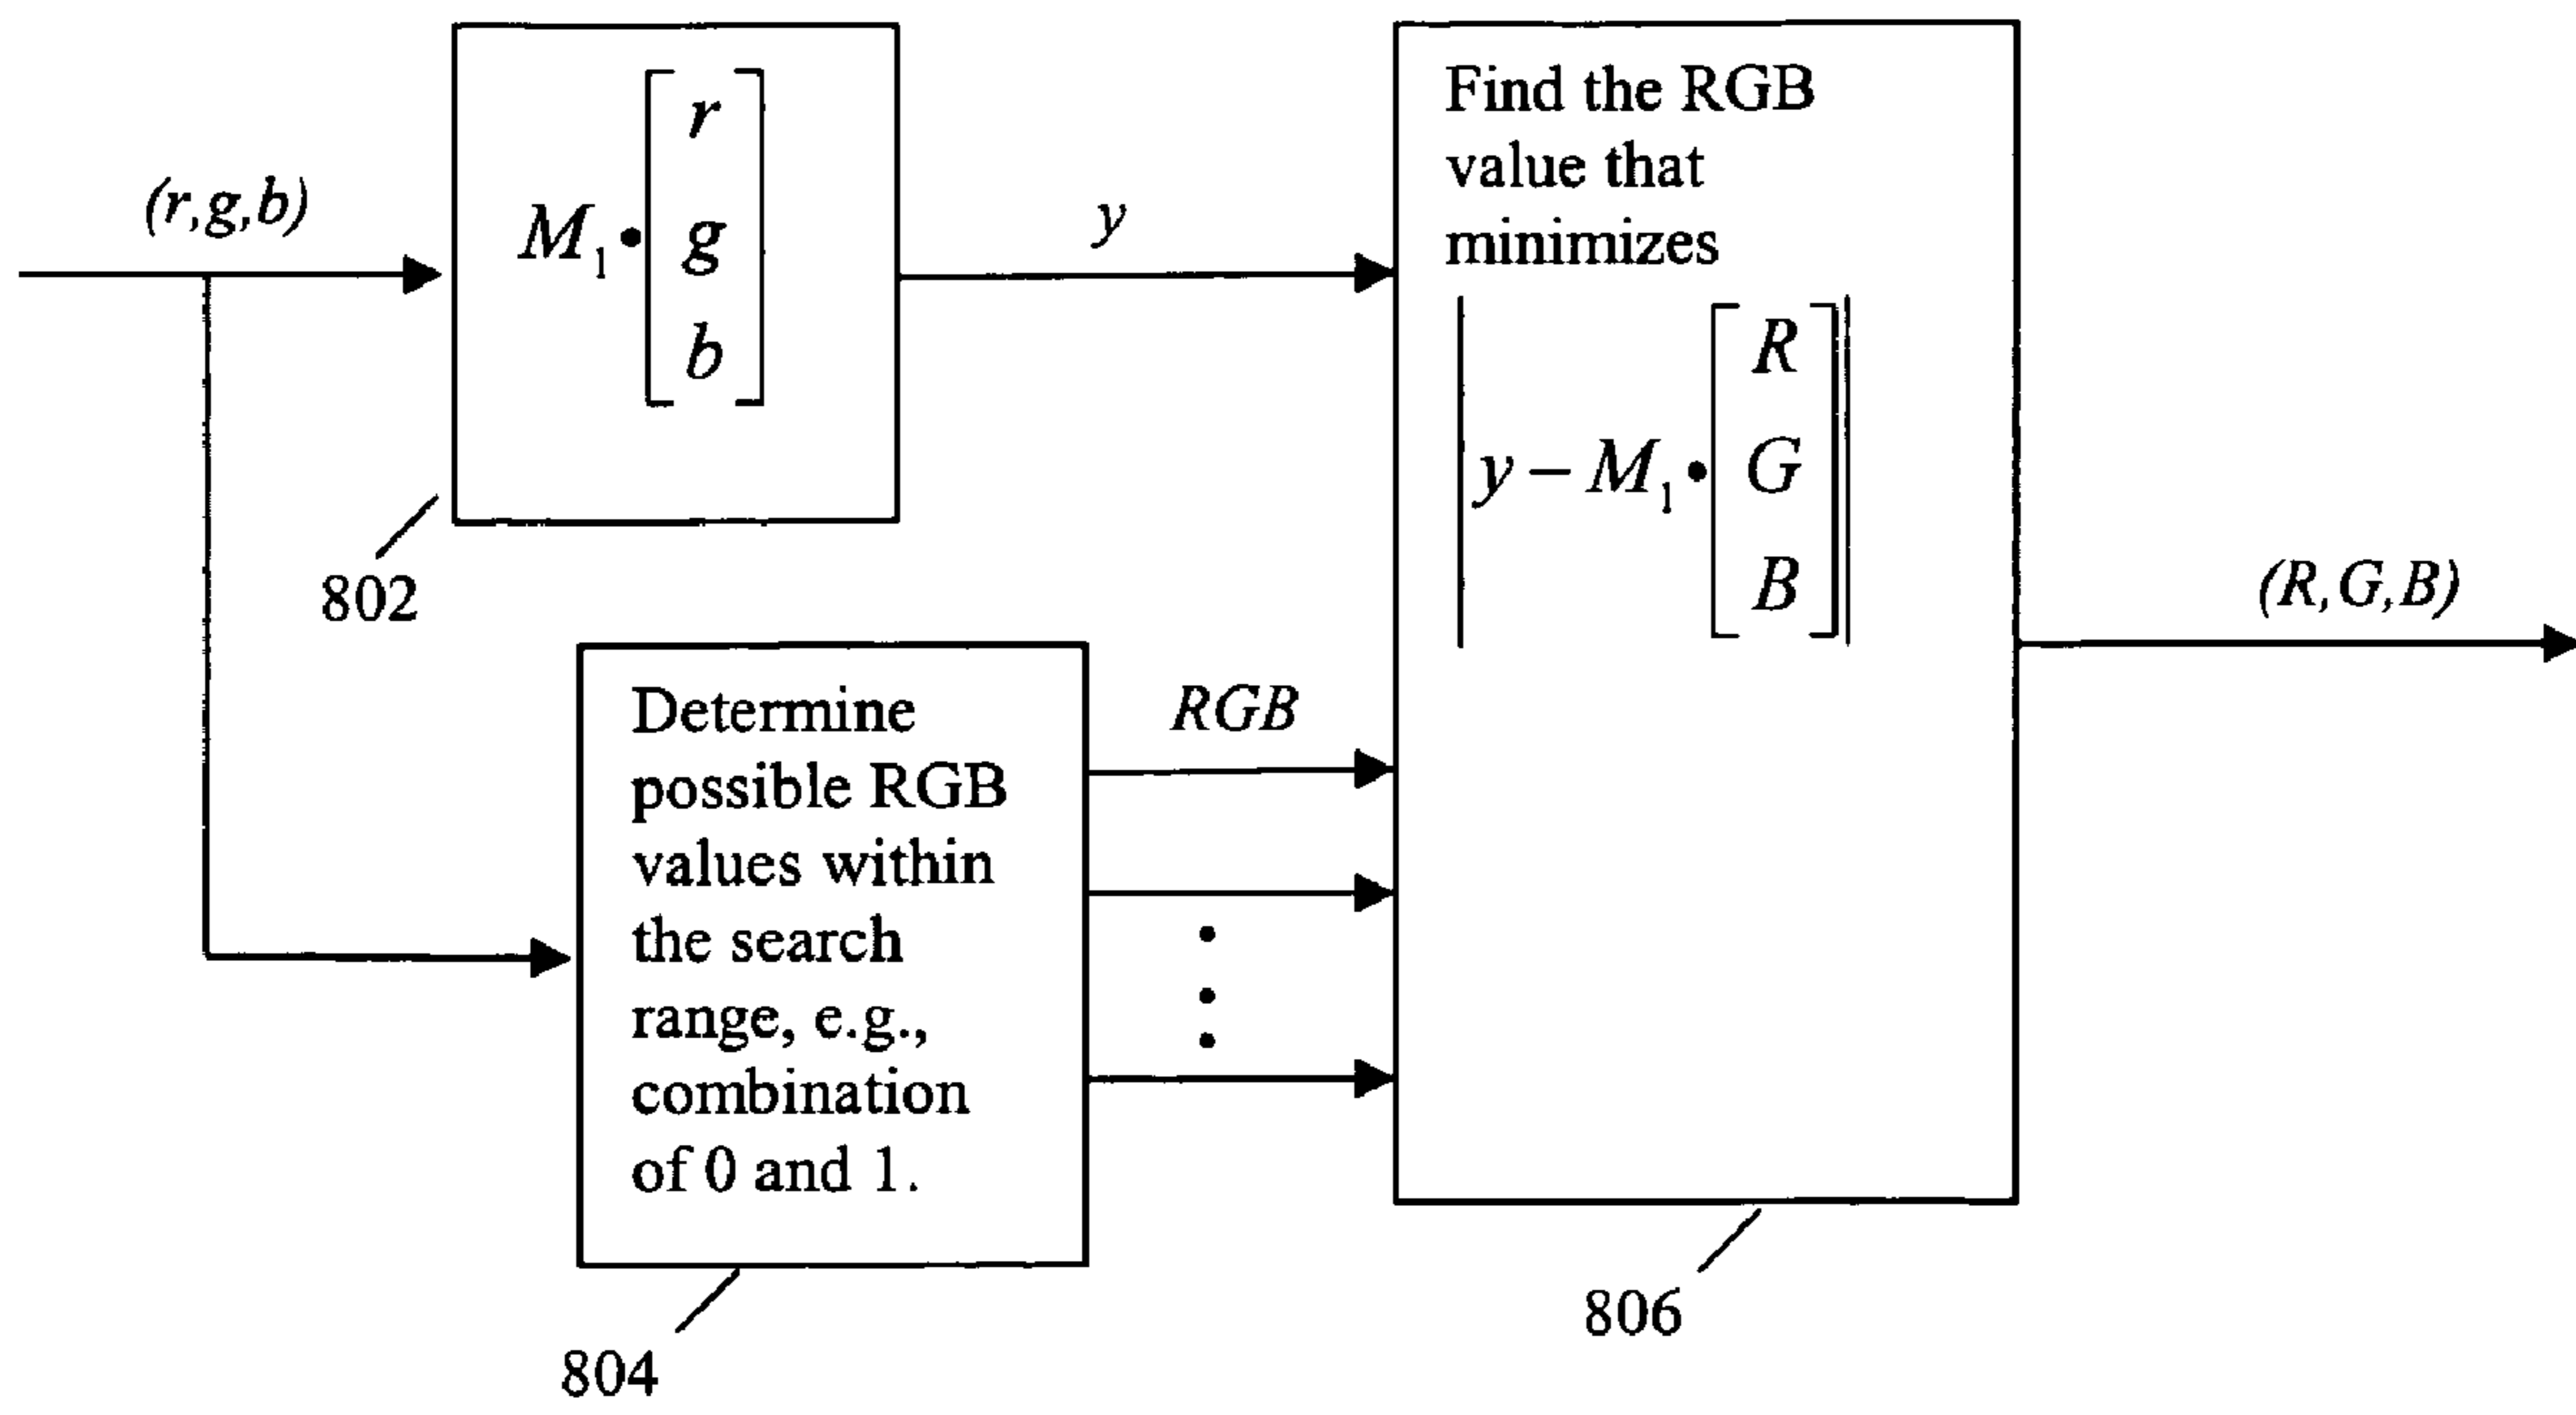 (r,g,b)
M₁•[r
g
b]
y
802
Find the RGB
value that
minimizes
|y − M₁•[R
G
B]|
(R,G,B)
Determine
possible RGB
values within
the search
range, e.g.,
combination
of 0 and 1.
RGB
804
806